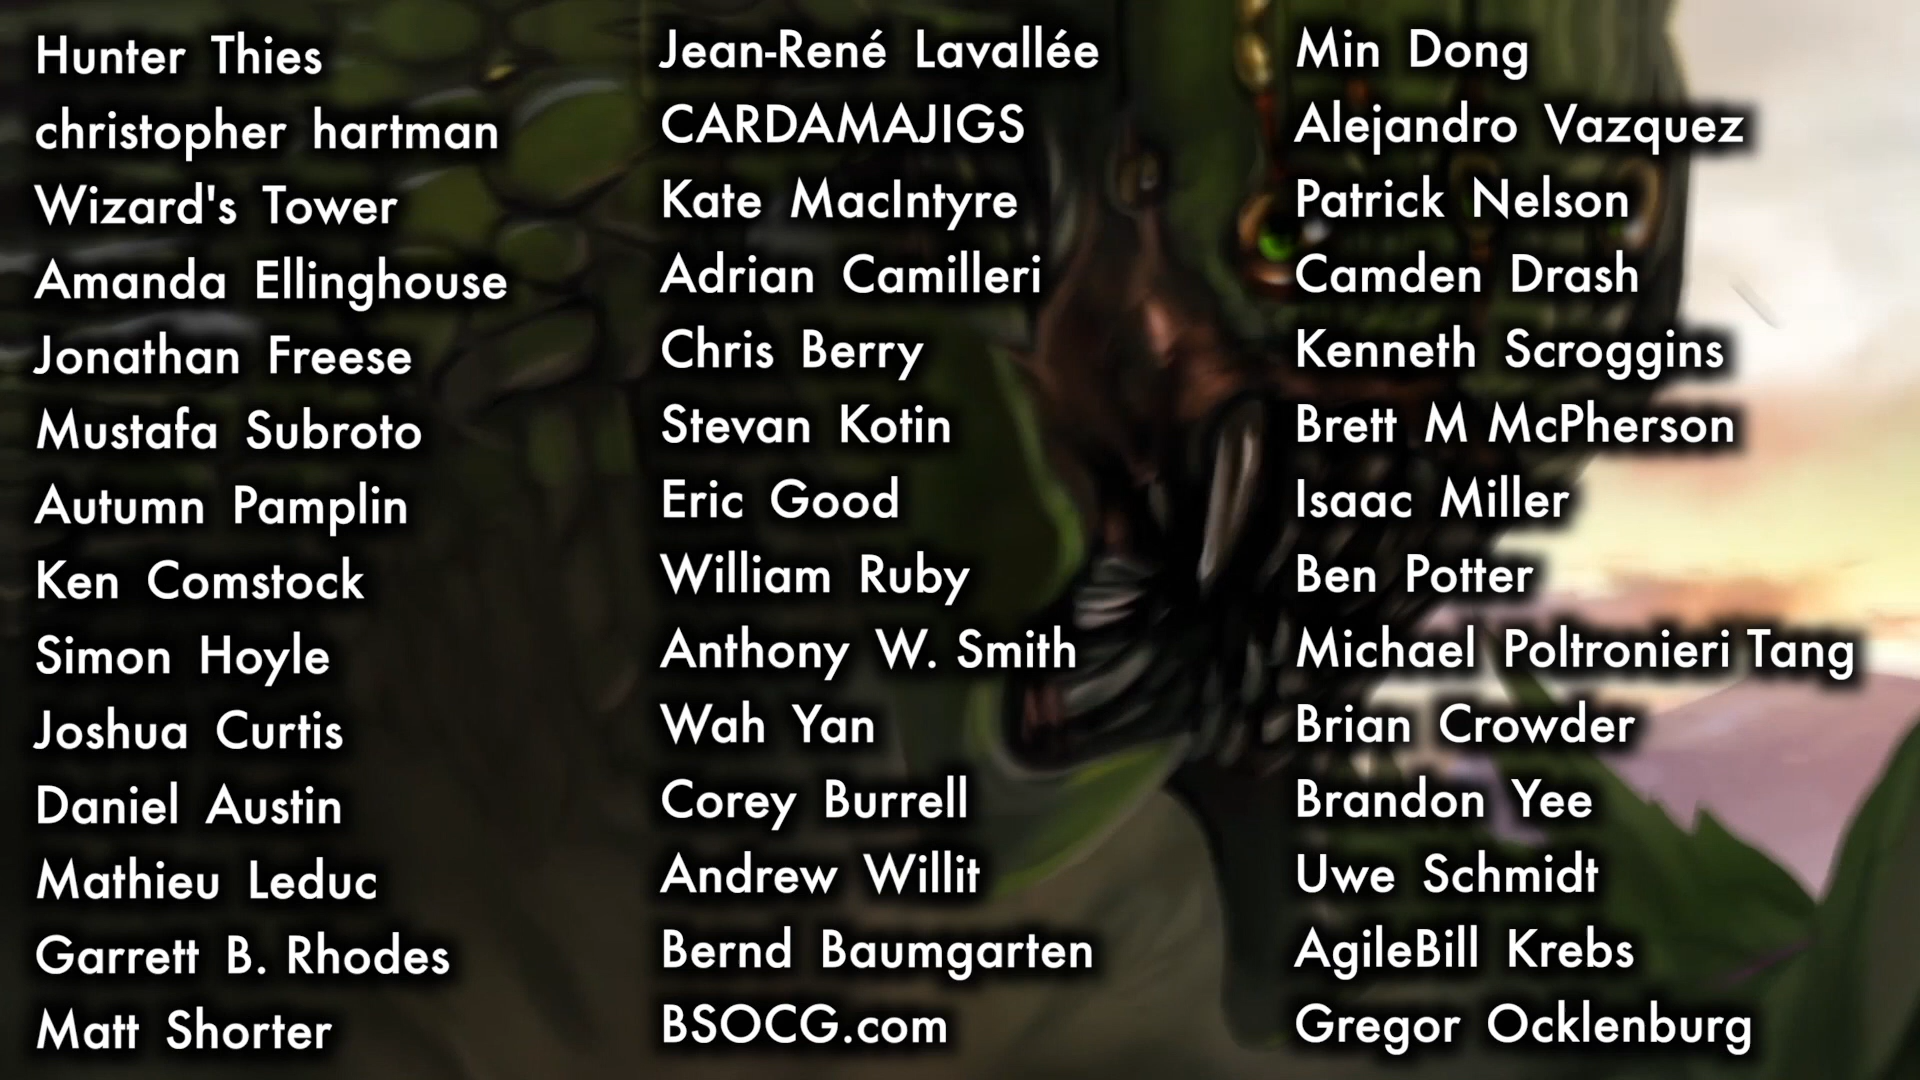 Hunter Thies
christopher hartman
Wizard's Tower
Amanda Ellinghouse
Jonathan Freese
Mustafa Subroto
Autumn Pamplin
Ken Comstock
Simon Hoyle
Joshua Curtis
Daniel Austin
Mathieu Leduc
Garrett B. Rhodes
Matt Shorter
Jean-René Lavallée
CARDAMAJIGS
Kate MacIntyre
Adrian Camilleri
Chris Berry
Stevan Kotin
Eric Good
William Ruby
Anthony W. Smith
Wah Yan
Corey Burrell
Andrew Willit
Bernd Baumgarten
BSOCG.com
Min Dong
Alejandro Vazquez
Patrick Nelson
Camden Drash
Kenneth Scroggins
Brett M McPherson
Isaac Miller
Ben Potter
Michael Poltronieri Tang
Brian Crowder
Brandon Yee
Uwe Schmidt
AgileBill Krebs
Gregor Ocklenburg